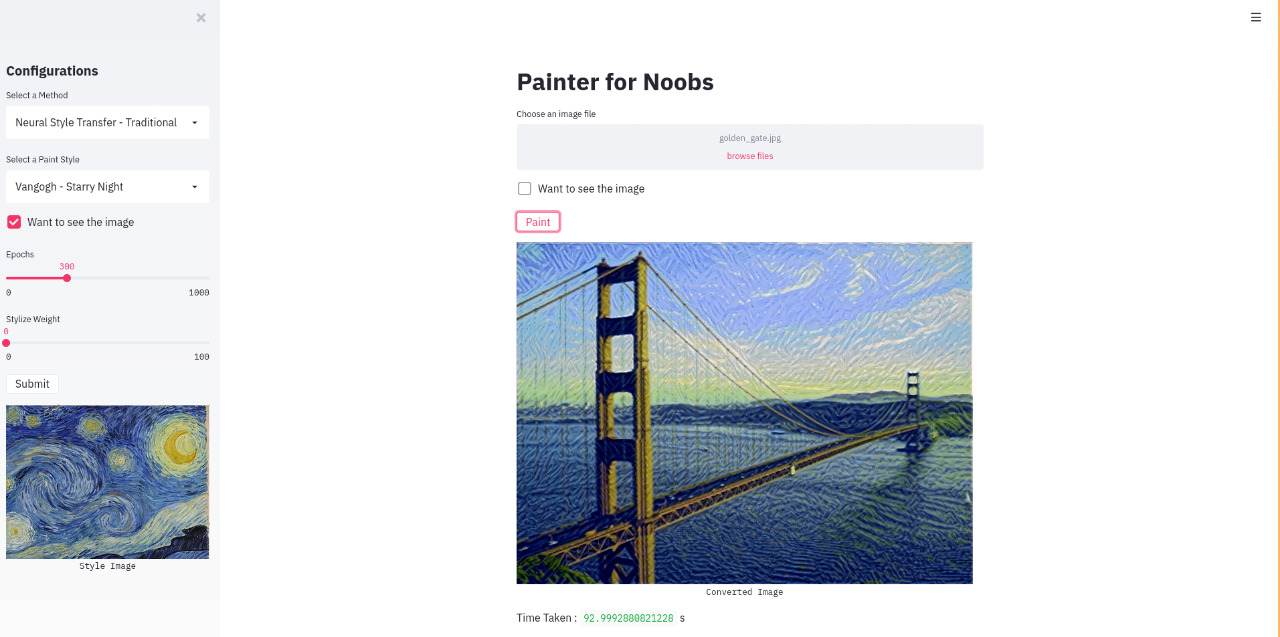 Configurations
Select a Method
Neural Style Transfer - Traditional
Select a Paint Style
Vangogh - Starry Night
Want to see the image
Epochs
300
0 1000
Stylize Weight
0
0 100
Submit
Style Image
Painter for Noobs
Choose an image file
golden_gate.jpg
browse files
Want to see the image
Paint
Converted Image
Time Taken : 92.9992880821228 s